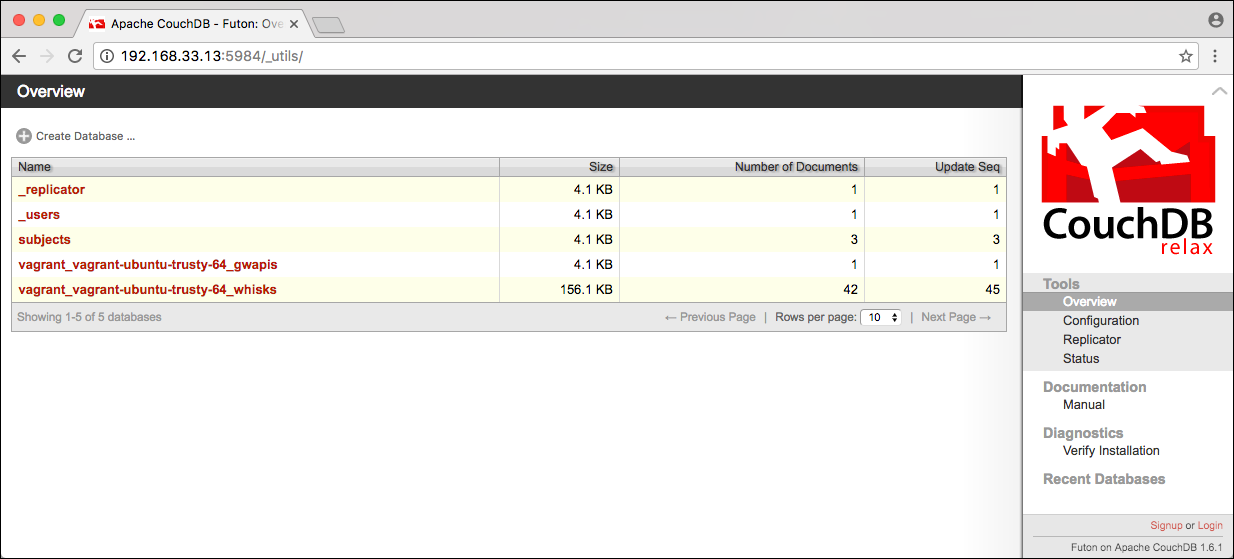 Apache CouchDB - Futon: Ove
192.168.33.13:5984/_utils/
Overview
Create Database ...
Name Size Number of Documents Update Seq
_replicator 4.1 KB 1 1
_users 4.1 KB 1 1
subjects 4.1 KB 3 3
vagrant_vagrant-ubuntu-trusty-64_gwapis 4.1 KB 1 1
vagrant_vagrant-ubuntu-trusty-64_whisks 156.1 KB 42 45
Showing 1-5 of 5 databases ← Previous Page | Rows per page: 10 | Next Page →
CouchDB
relax
Tools
Overview
Configuration
Replicator
Status
Documentation
Manual
Diagnostics
Verify Installation
Recent Databases
Signup or Login
Futon on Apache CouchDB 1.6.1